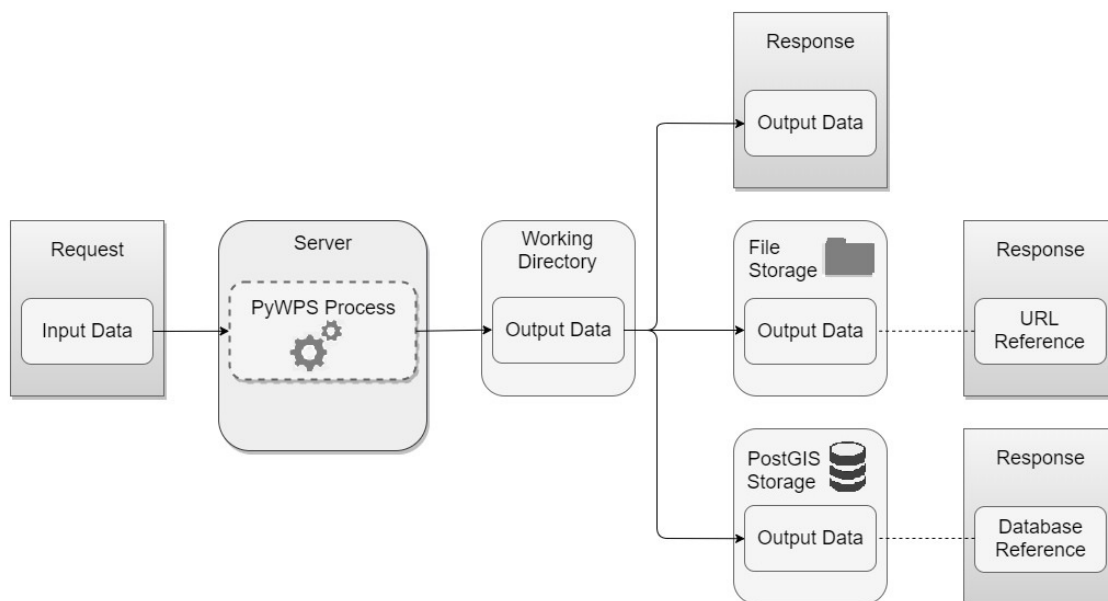 Response
Output Data
Request
Input Data
Server
PyWPS Process
Working
Directory
Output Data
File
Storage
Output Data
Response
URL
Reference
PostGIS
Storage
Output Data
Response
Database
Reference